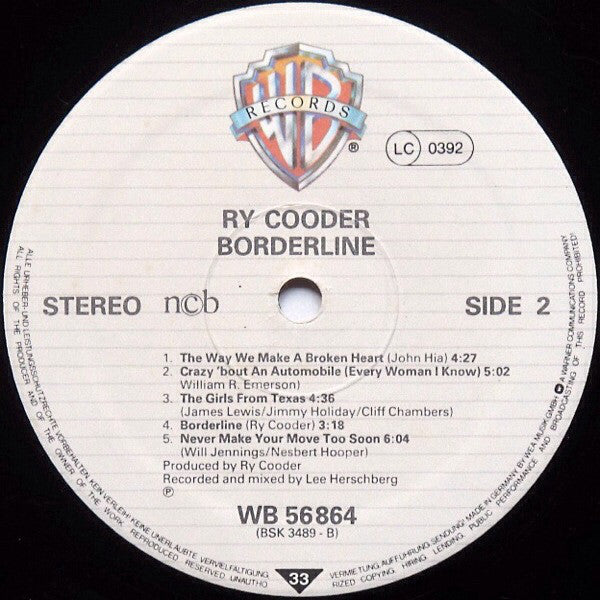 WB
RECORDS
®
LC 0392
RY COODER
BORDERLINE
STEREO ncb SIDE 2
1. The Way We Make A Broken Heart (John Hia) 4:27
2. Crazy 'bout An Automobile (Every Woman I Know) 5:02
William R. Emerson)
3. The Girls From Texas 4:36
(James Lewis/Jimmy Holiday/Cliff Chambers)
4. Borderline (Ry Cooder) 3:18
5. Never Make Your Move Too Soon 6:04
(Will Jennings/Nesbert Hooper)
Produced by Ry Cooder
Recorded and mixed by Lee Herschberg
℗
WB 56 864
(BSK 3489 - B)
33
ALLE URHEBER- UND LEISTUNGSSCHUTZRECHTE VORBEHALTEN. KEIN VERLEIH! KEINE UNERLAUBTE VERVIELFÄLTIGUNG, VERMIETUNG, AUFFÜHRUNG, SENDUNG! MADE IN GERMANY BY WEA MUSIK GMBH A WARNER COMMUNICATIONS COMPANY
ALL RIGHTS OF THE PRODUCER AND OF THE OWNER OF THE WORK REPRODUCED RESERVED. UNAUTHORIZED COPYING, HIRING, LENDING, PUBLIC PERFORMANCE AND BROADCASTING OF THIS RECORD PROHIBITED!